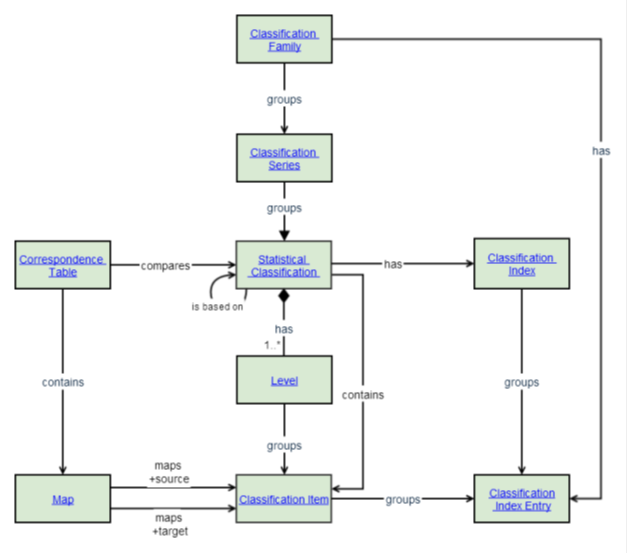 Classification
Family
groups
has
Classification
Series
groups
Correspondence
Table
compares
Statistical
Classification
has
Classification
Index
is based on
has
1..*
contains
Level
groups
contains
groups
maps
+source
Map
maps
+target
Classification Item
groups
Classification
Index Entry